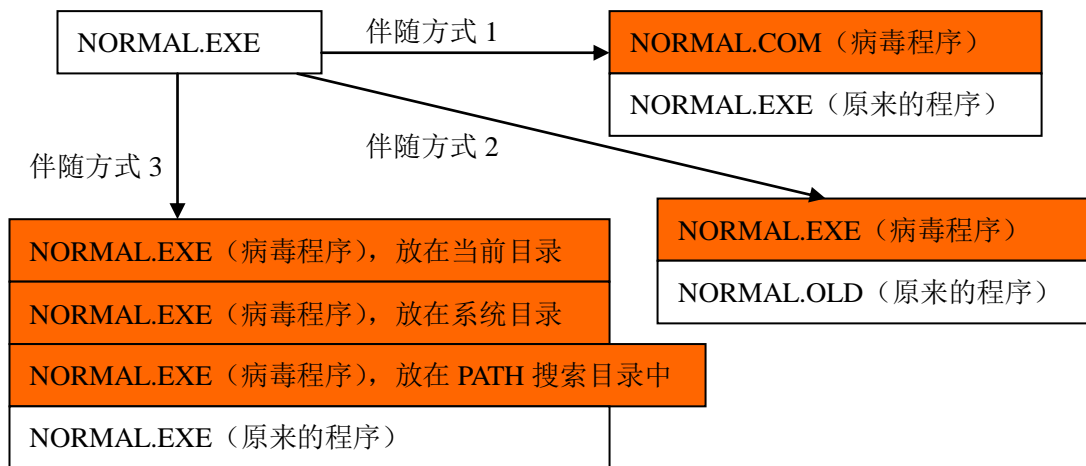 NORMAL.EXE
伴随方式 1
NORMAL.COM（病毒程序）
NORMAL.EXE（原来的程序）
伴随方式 2
伴随方式 3
NORMAL.EXE（病毒程序）
NORMAL.OLD（原来的程序）
NORMAL.EXE（病毒程序），放在当前目录
NORMAL.EXE（病毒程序），放在系统目录
NORMAL.EXE（病毒程序），放在 PATH 搜索目录中
NORMAL.EXE（原来的程序）